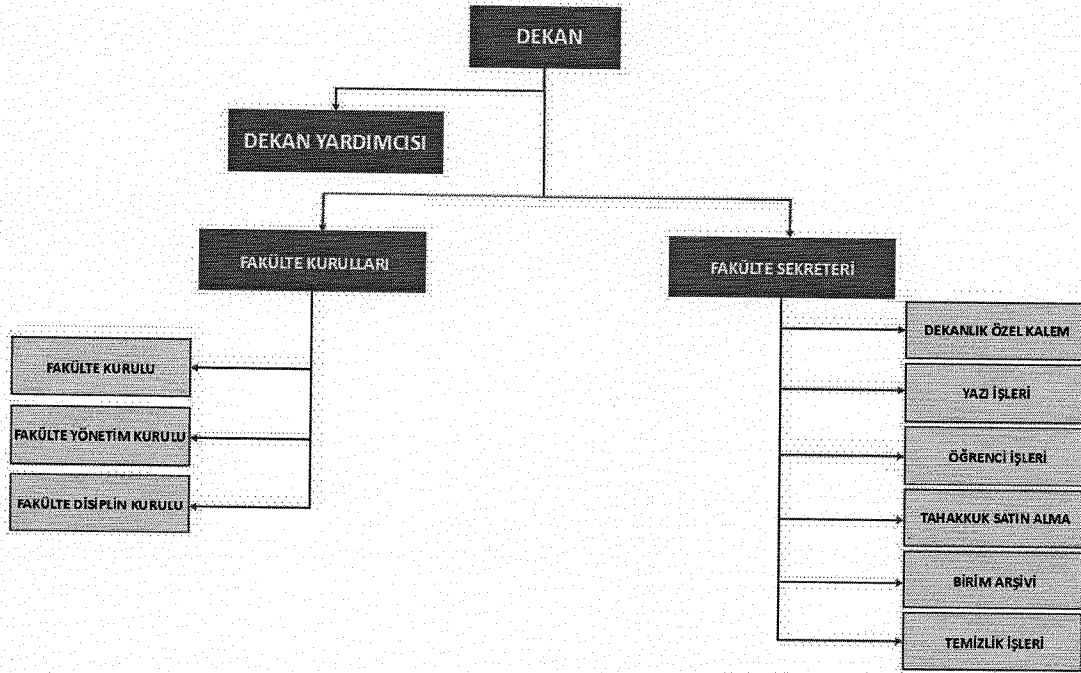 DEKAN
DEKAN YARDIMCISI
FAKÜLTE KURULLARI
FAKÜLTE SEKRETERİ
FAKÜLTE KURULU
FAKÜLTE YÖNETİM KURULU
FAKÜLTE DİSİPLİN KURULU
DEKANLIK ÖZEL KALEM
YAZI İŞLERİ
ÖĞRENCİ İŞLERİ
TAHAKKUK SATIN ALMA
BİRİM ARŞİVİ
TEMİZLİK İŞLERİ